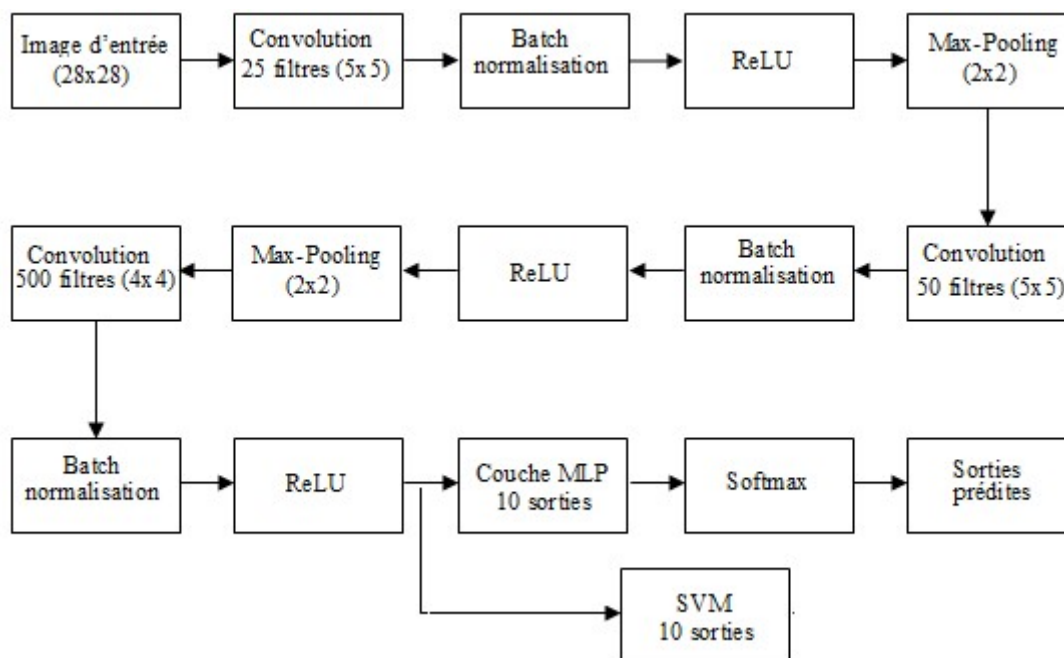 Image d'entrée
(28x28)
Convolution
25 filtres (5x5)
Batch
normalisation
ReLU
Max-Pooling
(2x2)
Convolution
50 filtres (5x5)
Batch
normalisation
ReLU
Max-Pooling
(2x2)
Convolution
500 filtres (4x4)
Batch
normalisation
ReLU
Couche MLP
10 sorties
Softmax
Sorties
prédites
SVM
10 sorties